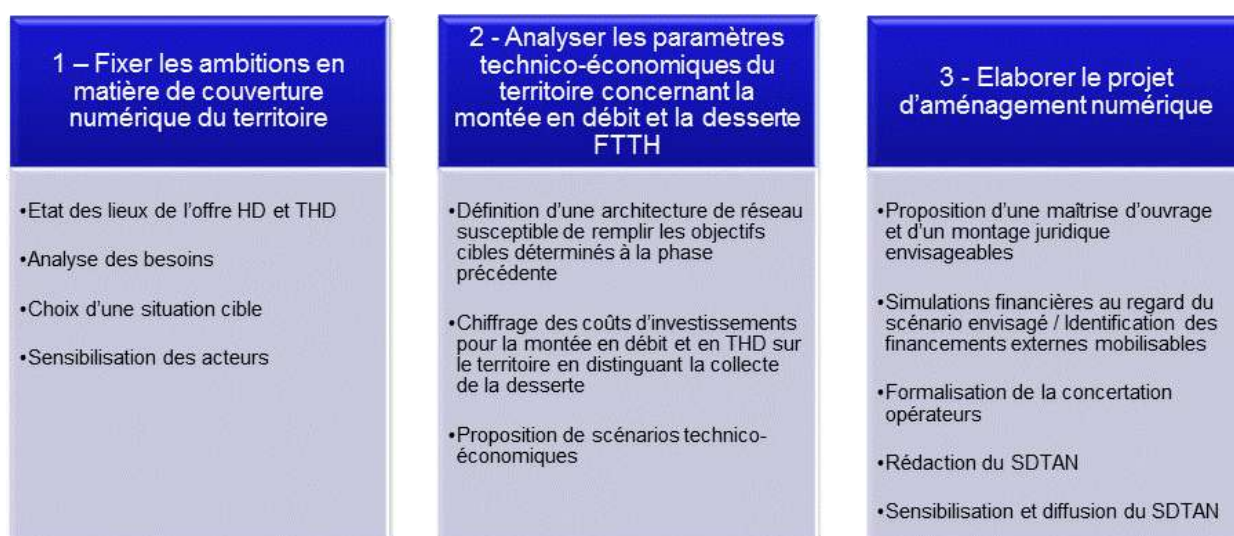 1 – Fixer les ambitions en
matière de couverture
numérique du territoire
•Etat des lieux de l'offre HD et THD
•Analyse des besoins
•Choix d'une situation cible
•Sensibilisation des acteurs
2 - Analyser les paramètres
technico-économiques du
territoire concernant la
montée en débit et la desserte
FTTH
•Définition d'une architecture de réseau
susceptible de remplir les objectifs
cibles déterminés à la phase
précédente
•Chiffrage des coûts d'investissements
pour la montée en débit et en THD sur
le territoire en distinguant la collecte
de la desserte
•Proposition de scénarios technico-
économiques
3 - Elaborer le projet
d'aménagement numérique
•Proposition d'une maîtrise d'ouvrage
et d'un montage juridique
envisageables
•Simulations financières au regard du
scénario envisagé / Identification des
financements externes mobilisables
•Formalisation de la concertation
opérateurs
•Rédaction du SDTAN
•Sensibilisation et diffusion du SDTAN